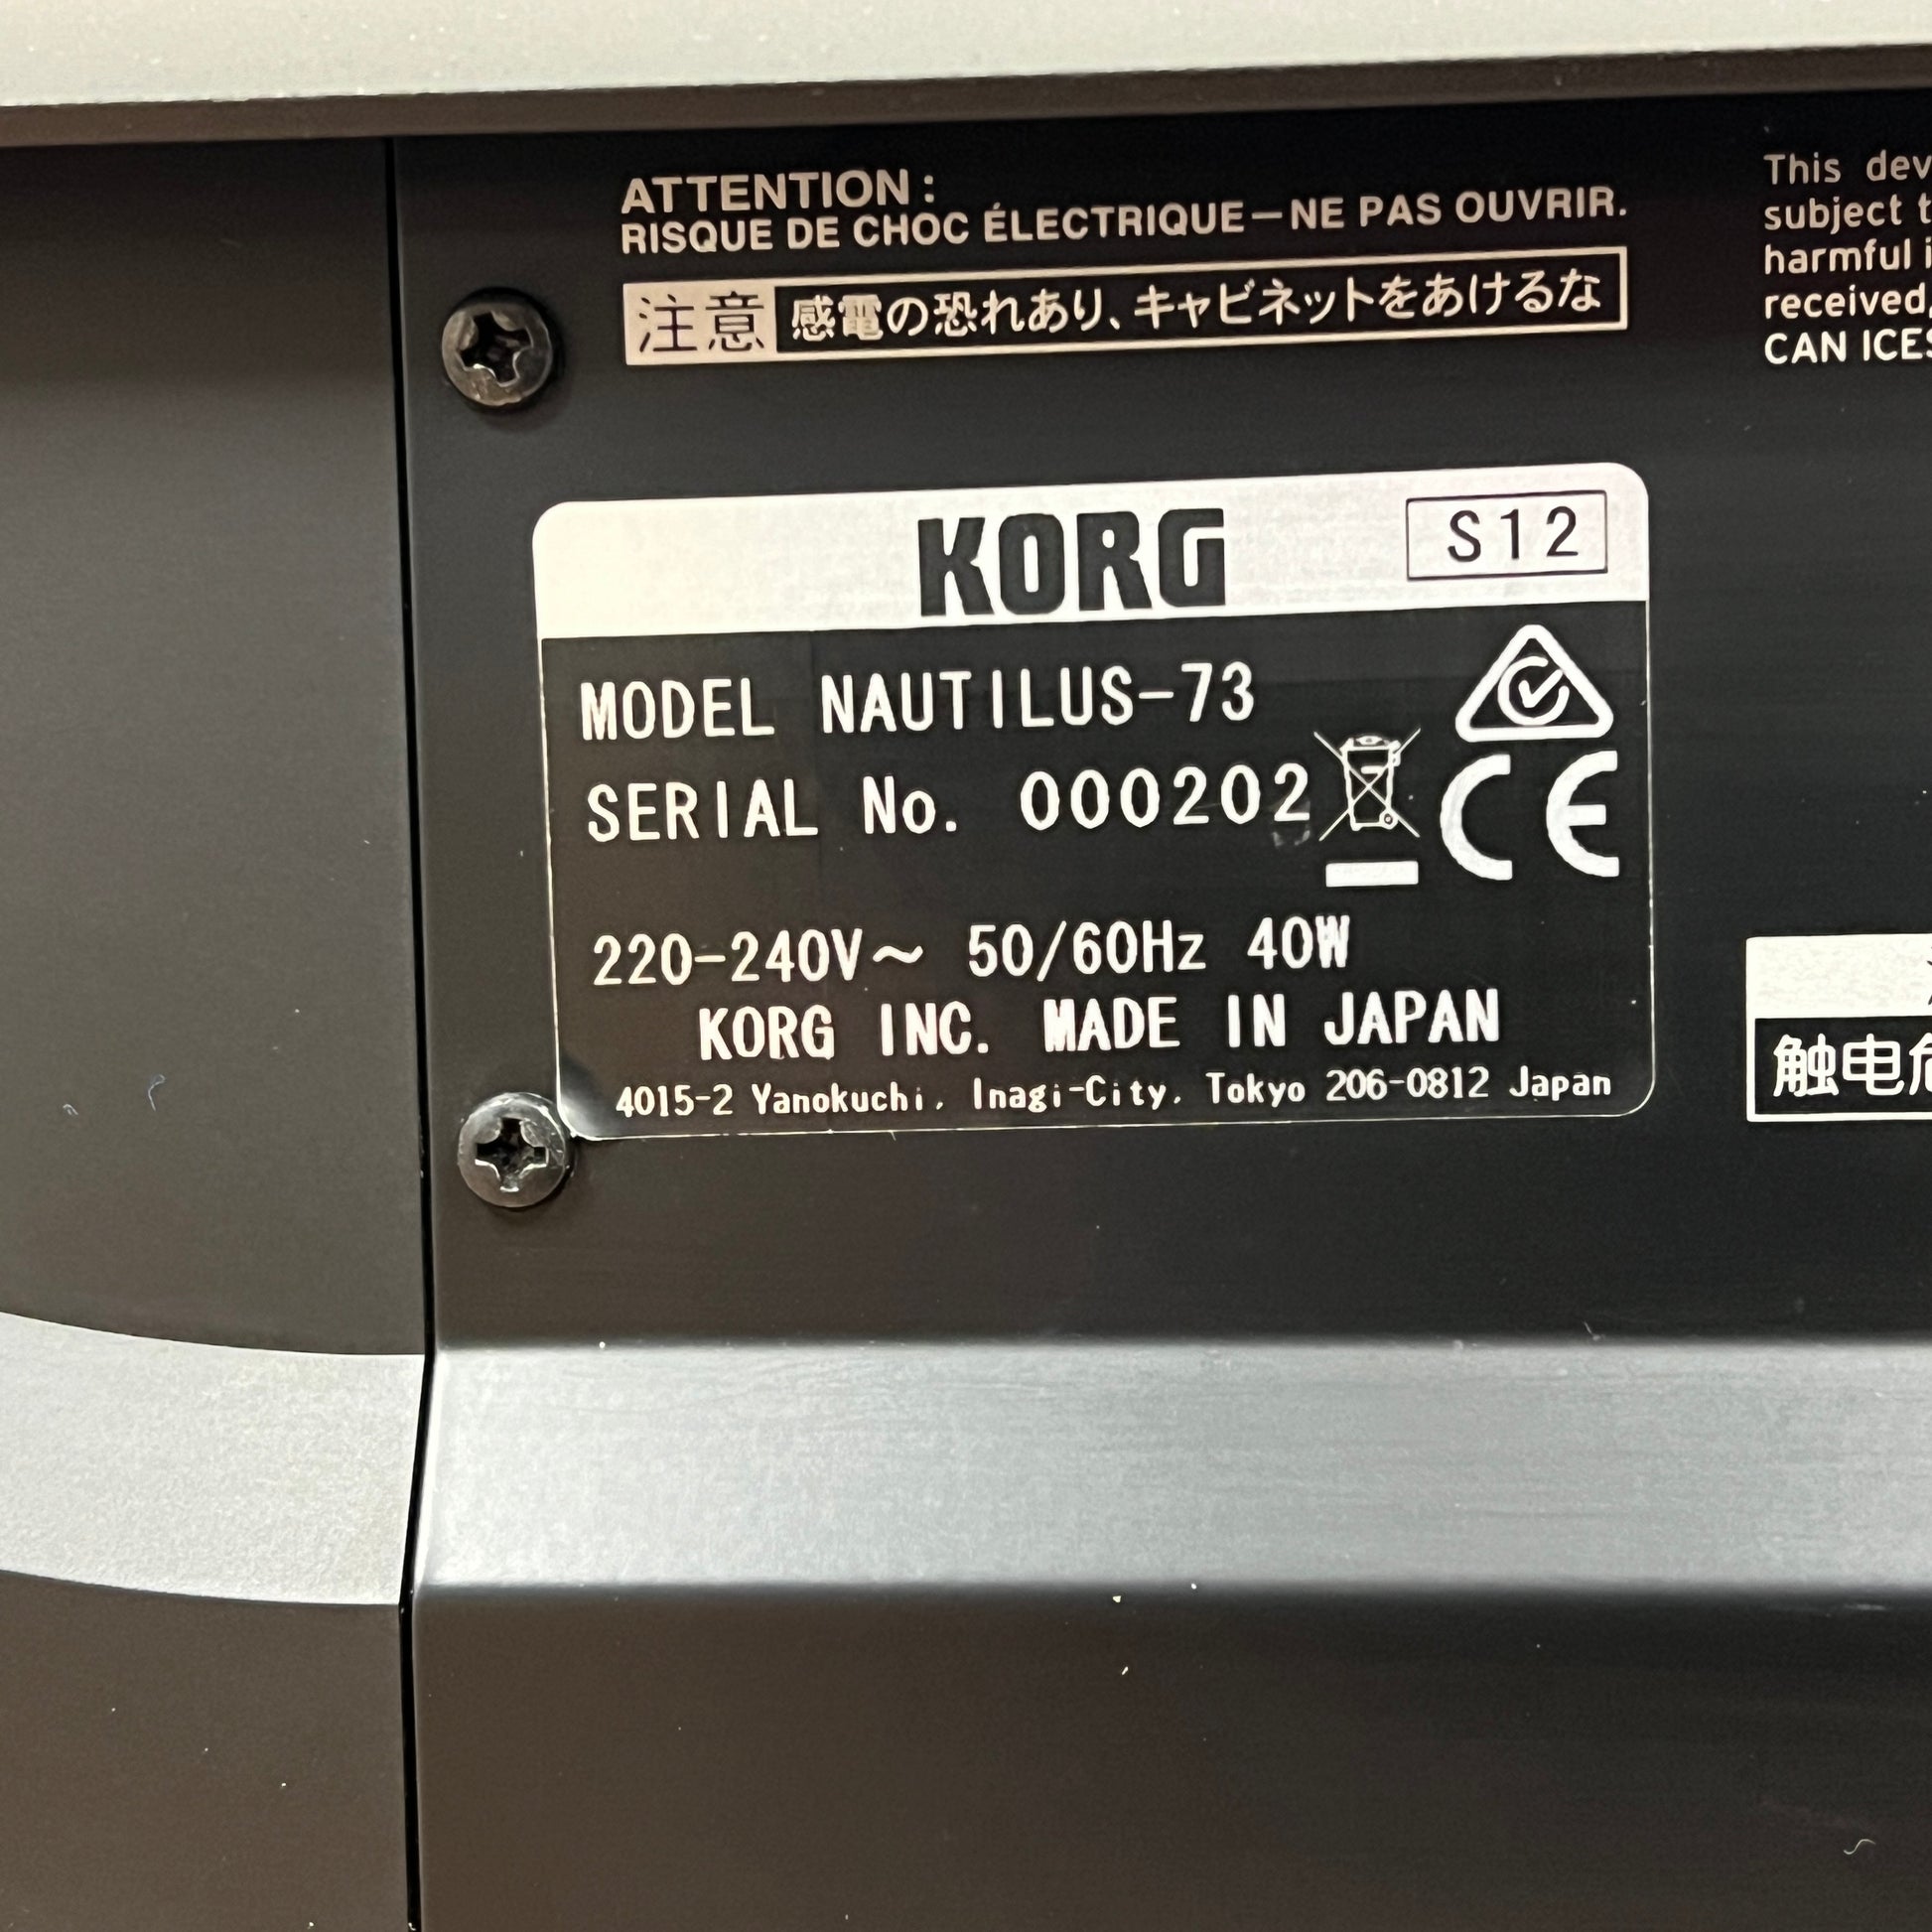 ATTENTION :
RISQUE DE CHOC ÉLECTRIQUE—NE PAS OUVRIR.
注意 感電の恐れあり、キャビネットをあけるな
This
subject
harmful
received,
CAN
KORG S12
MODEL NAUTILUS-73
SERIAL No. 000202
CE
220-240V～ 50/60Hz 40W
KORG INC. MADE IN JAPAN
4015-2 Yanokuchi, Inagi-City, Tokyo 206-0812 Japan
触电